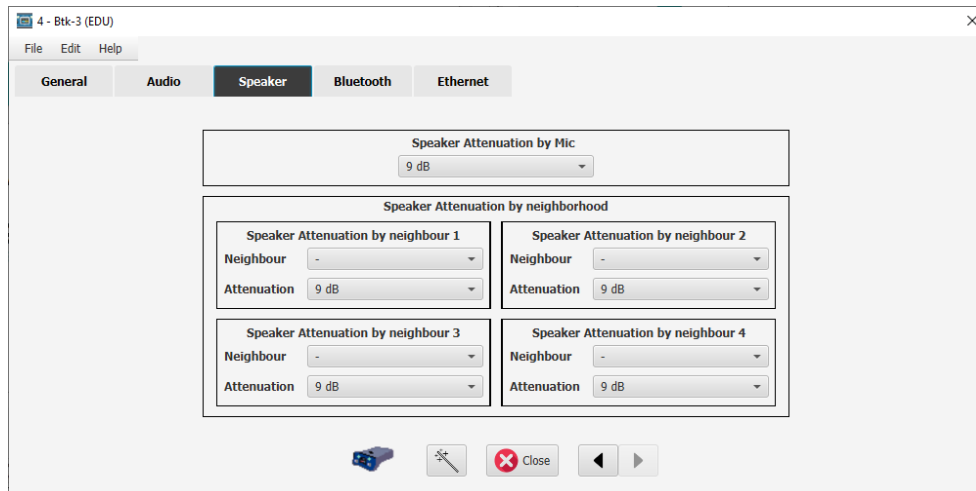 4 - Btk-3 (EDU)
File Edit Help
General Audio Speaker Bluetooth Ethernet
Speaker Attenuation by Mic
9 dB
Speaker Attenuation by neighborhood
Speaker Attenuation by neighbour 1
Neighbour -
Attenuation 9 dB
Speaker Attenuation by neighbour 2
Neighbour -
Attenuation 9 dB
Speaker Attenuation by neighbour 3
Neighbour -
Attenuation 9 dB
Speaker Attenuation by neighbour 4
Neighbour -
Attenuation 9 dB
Close